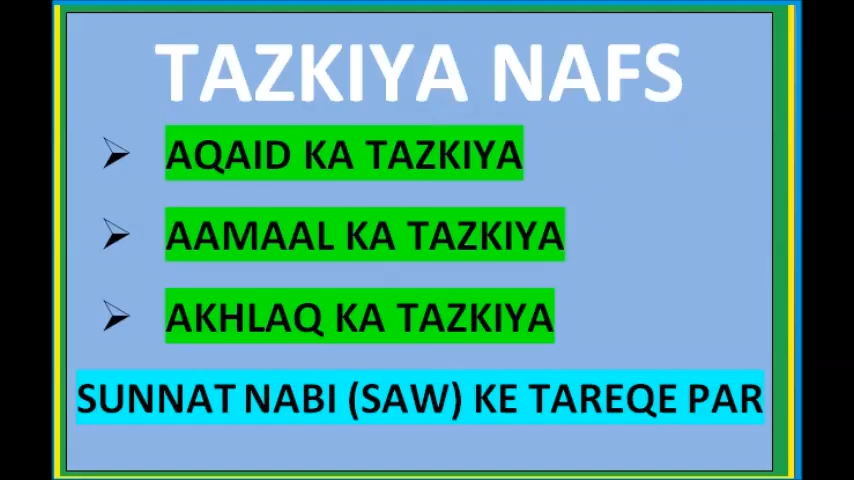 TAZKIYA NAFS
AQAID KA TAZKIYA
AAMAAL KA TAZKIYA
AKHLAQ KA TAZKIYA
SUNNAT NABI (SAW) KE TAREQE PAR